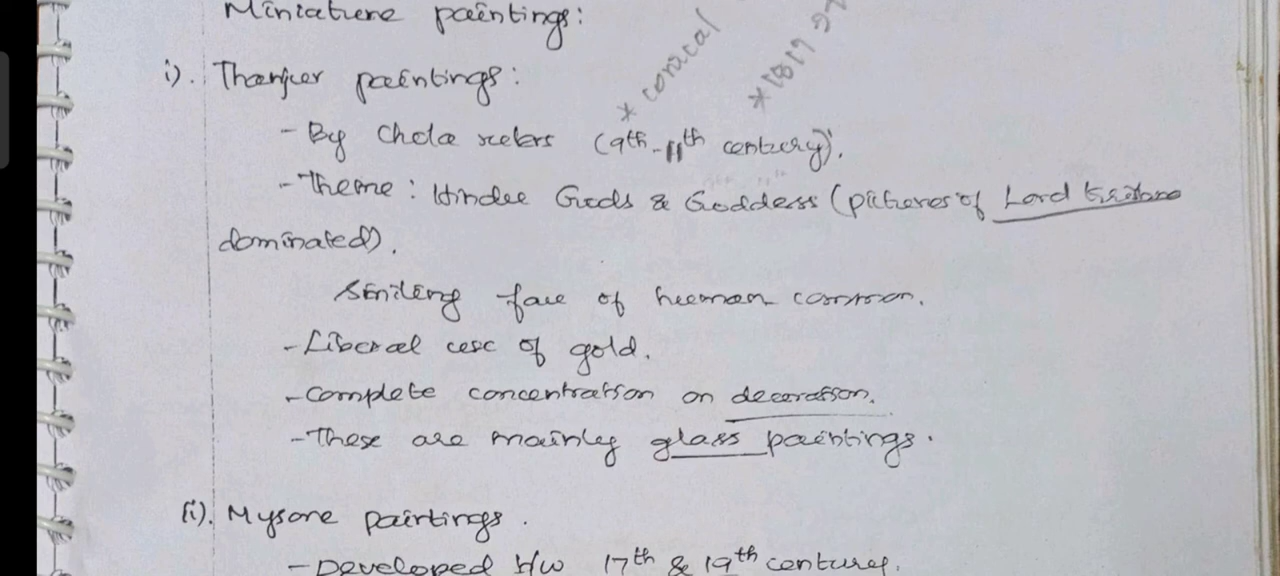 Miniature paintings:
* conical
i). Thanjur paintings:
- By Chola rulers (9th-11th century).
- Theme: Hindu Gods & Goddess (pictures of Lord Krishna
dominated).
Smiling face of human common.
- Liberal use of gold.
- Complete concentration on decoration.
- These are mainly glass paintings.
(i). Mysore paintings.
- Developed b/w 17th & 19th century.